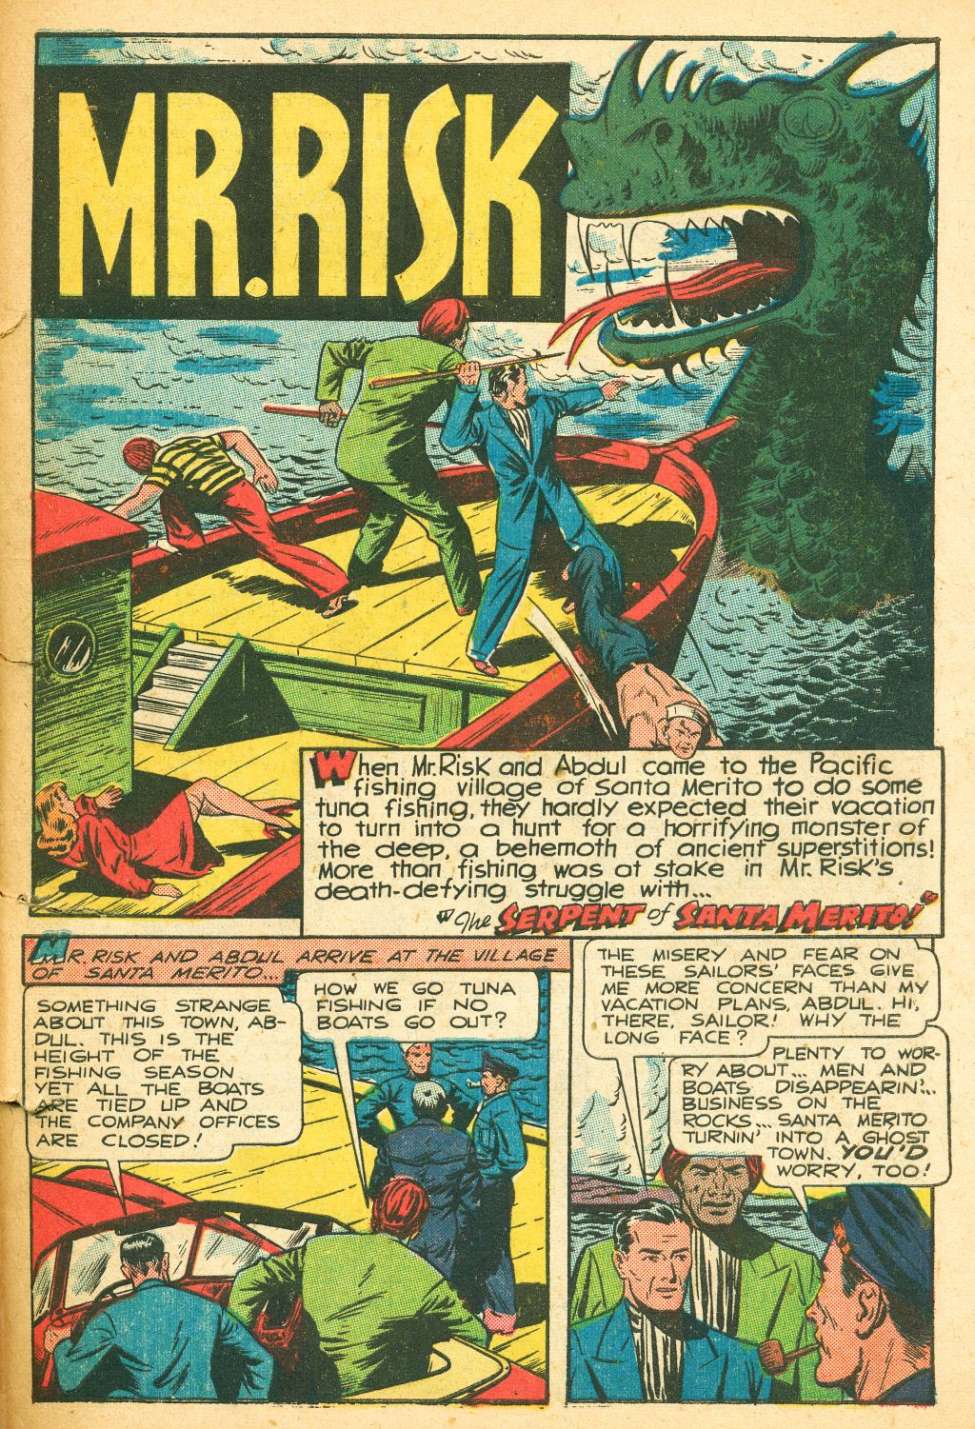 MR. RISK
When Mr. Risk and Abdul came to the Pacific
fishing village of Santa Merito to do some
tuna fishing, they hardly expected their vacation
to turn into a hunt for a horrifying monster of
the deep, a behemoth of ancient superstitions!
More than fishing was at stake in Mr. Risk's
death-defying struggle with...
"The SERPENT of SANTA MERITO!"
MR. RISK AND ABDUL ARRIVE AT THE VILLAGE
OF SANTA MERITO...
SOMETHING STRANGE
ABOUT THIS TOWN, AB-
DUL. THIS IS THE
HEIGHT OF THE
FISHING SEASON
YET ALL THE BOATS
ARE TIED UP AND
THE COMPANY OFFICES
ARE CLOSED!
HOW WE GO TUNA
FISHING IF NO
BOATS GO OUT?
THE MISERY AND FEAR ON
THESE SAILORS' FACES GIVE
ME MORE CONCERN THAN MY
VACATION PLANS, ABDUL. HI,
THERE, SAILOR! WHY THE
LONG FACE?
PLENTY TO WOR-
RY ABOUT... MEN AND
BOATS DISAPPEARIN'...
BUSINESS ON THE
ROCKS... SANTA MERITO
TURNIN' INTO A GHOST
TOWN. YOU'D
WORRY, TOO!